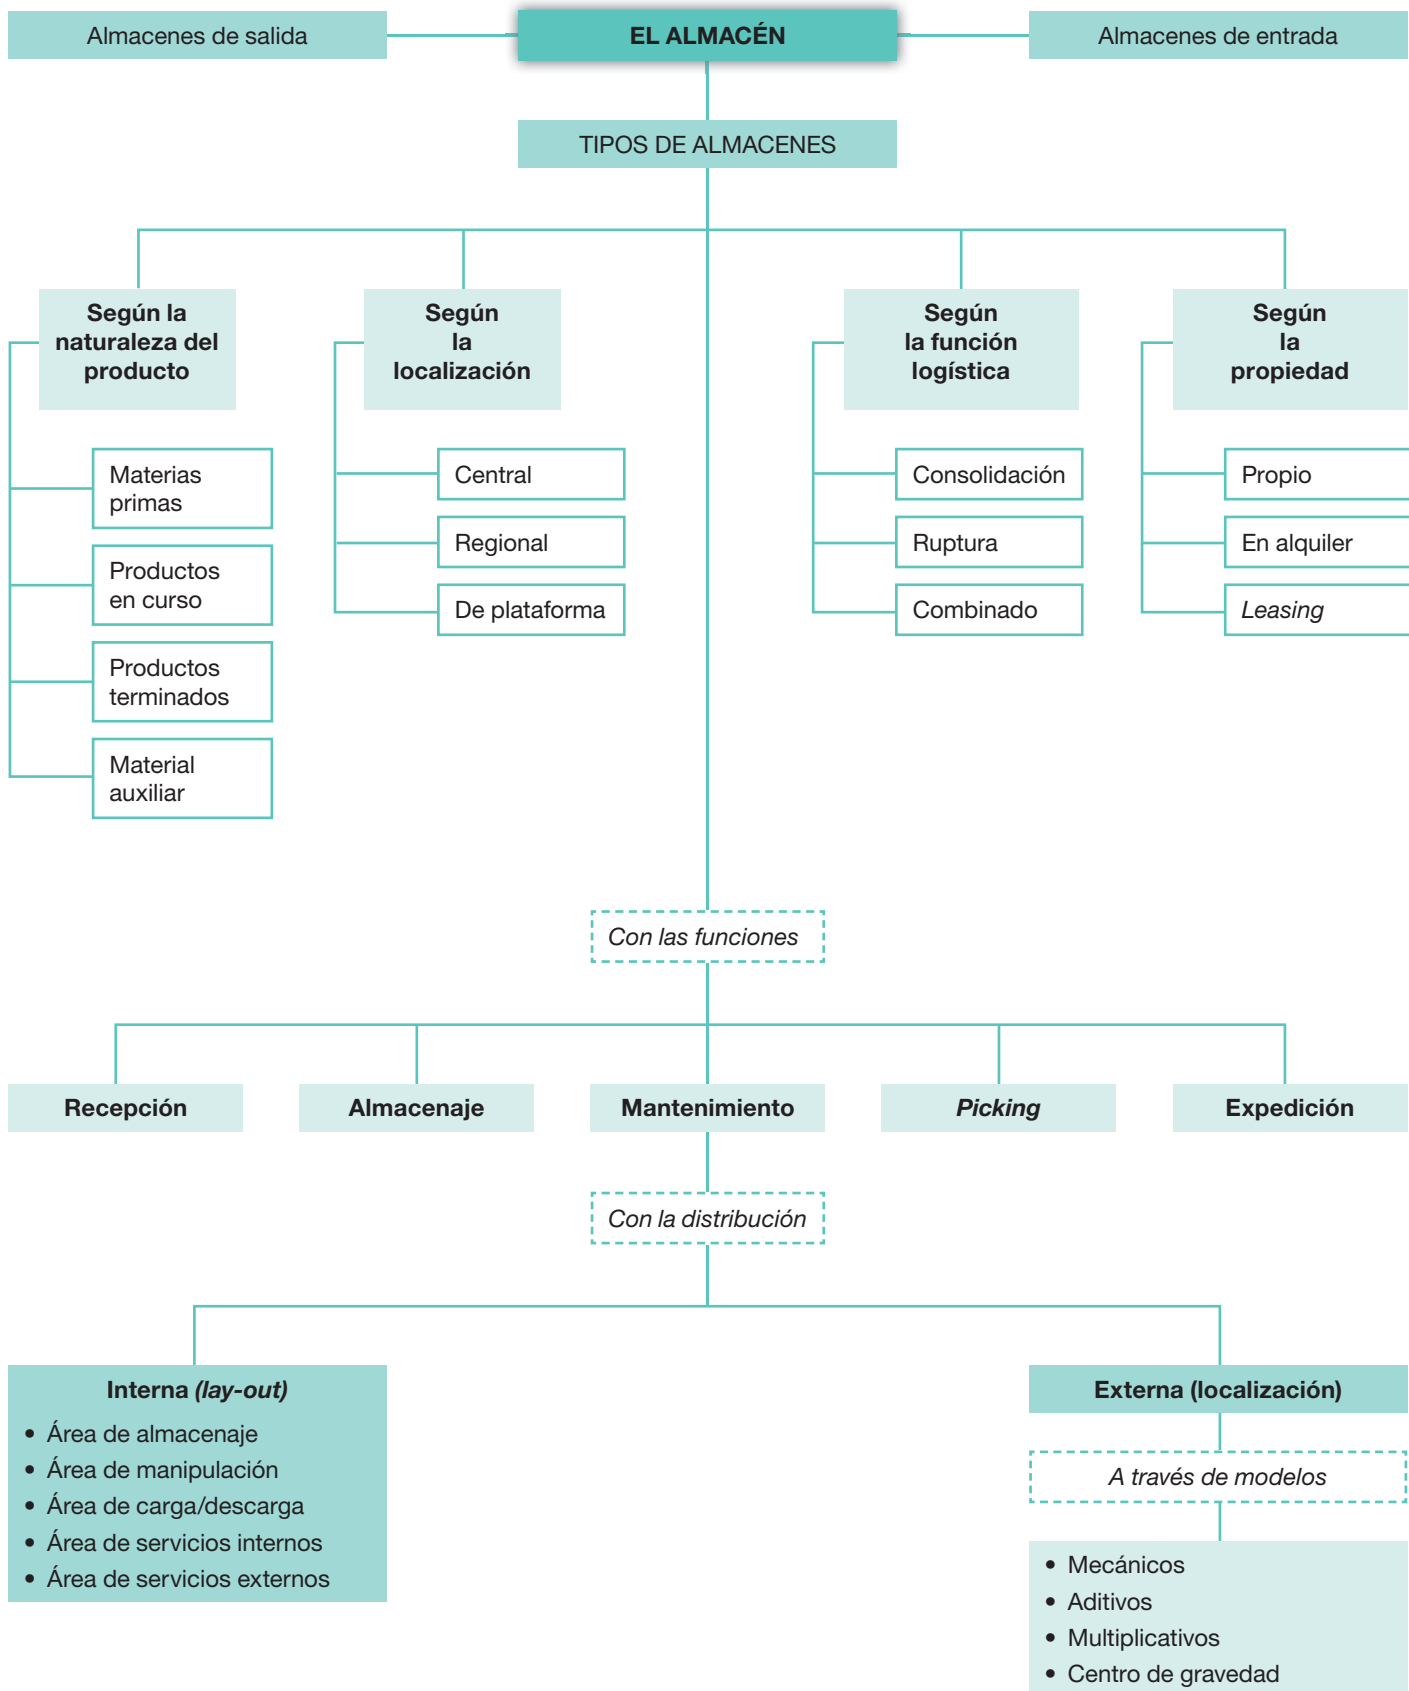 Almacenes de salida
EL ALMACÉN
Almacenes de entrada
TIPOS DE ALMACENES
Según la
naturaleza del
producto
Materias
primas
Productos
en curso
Productos
terminados
Material
auxiliar
Según
la
localización
Central
Regional
De plataforma
Según
la función
logística
Consolidación
Ruptura
Combinado
Según
la
propiedad
Propio
En alquiler
Leasing
Con las funciones
Recepción
Almacenaje
Mantenimiento
Picking
Expedición
Con la distribución
Interna (lay-out)
• Área de almacenaje
• Área de manipulación
• Área de carga/descarga
• Área de servicios internos
• Área de servicios externos
Externa (localización)
A través de modelos
• Mecánicos
• Aditivos
• Multiplicativos
• Centro de gravedad